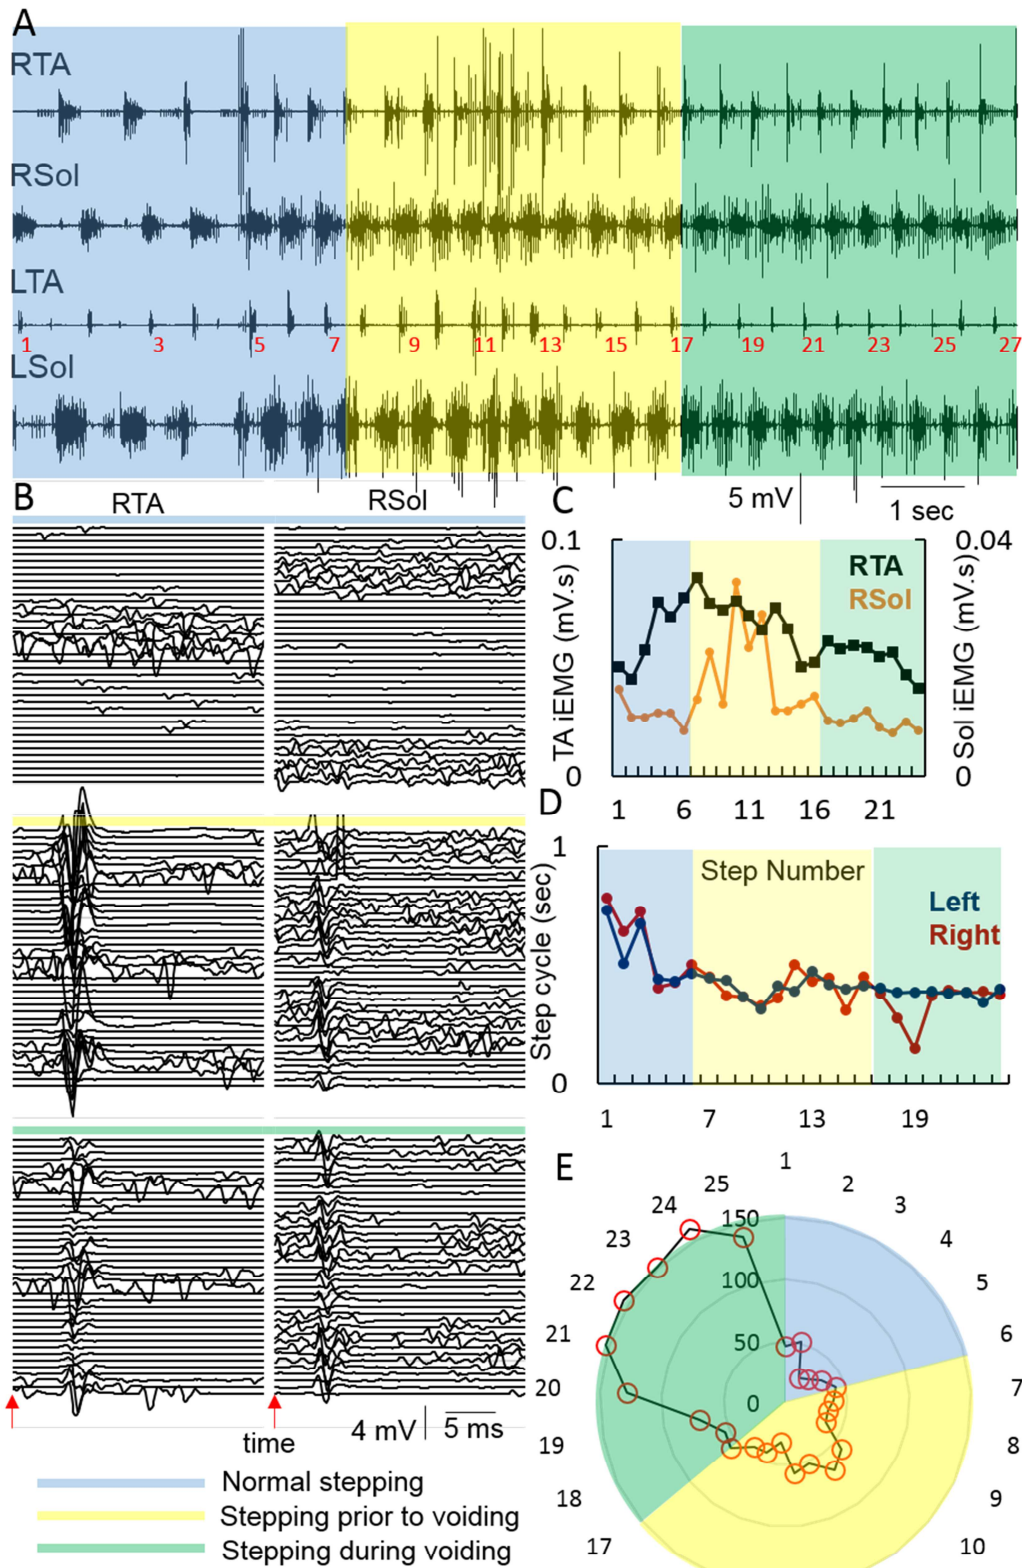 A
RTA
RSol
LTA
1 3 5 7 9 11 13 15 17 19 21 23 25 27
LSol
5 mV
1 sec
B
RTA
RSol
C
0.1
0.04
RTA
RSol
TA iEMG (mV.s)
Sol iEMG (mV.s)
0
0
1 6 11 16 21
D
1
Step Number
Left
Right
Step cycle (sec)
0
1 7 13 19
E
1
2
3
4
5
6
7
8
9
10
17
18
19
20
21
22
23
24
25
150
100
50
0
4 mV
5 ms
time
Normal stepping
Stepping prior to voiding
Stepping during voiding